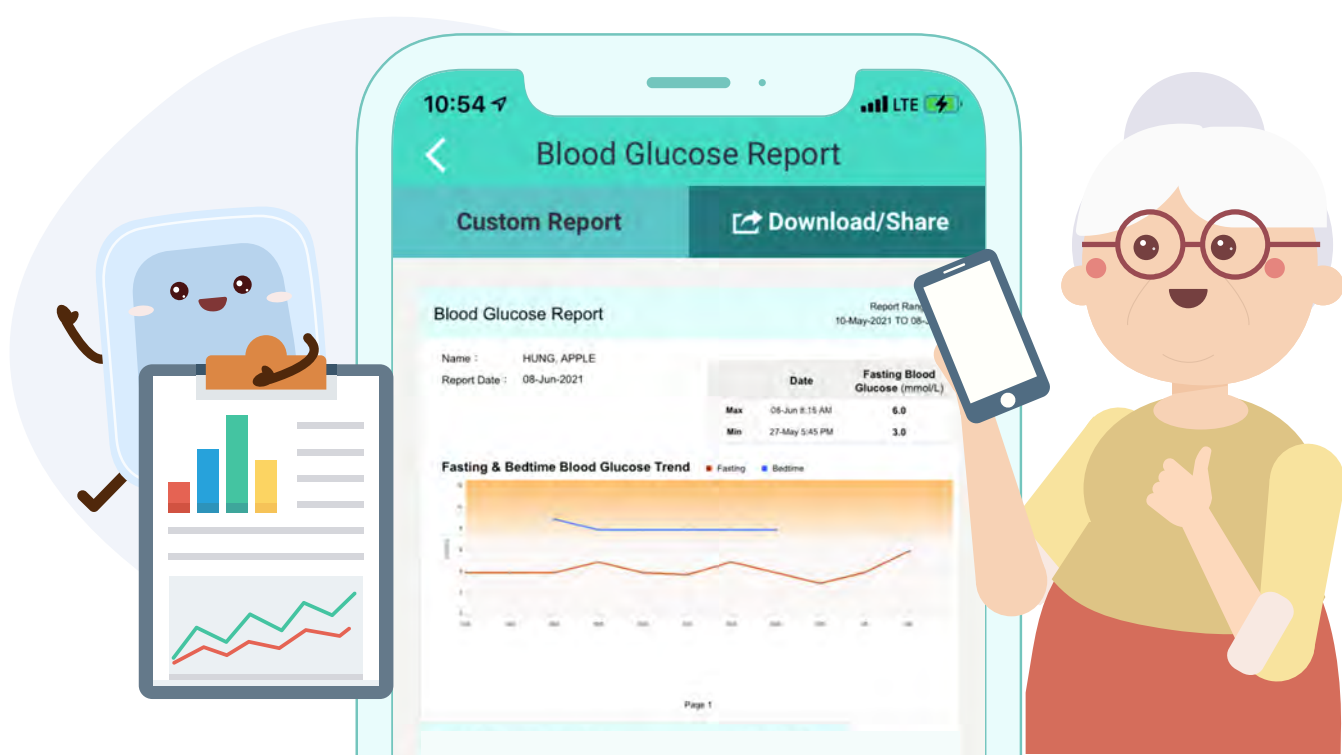 10:54
LTE
Blood Glucose Report
Custom Report
Download/Share
Blood Glucose Report
Report
10-May-2021 TO
Name :
HUNG, APPLE
Report Date :
08-Jun-2021
Date
Fasting Blood
Glucose (mmol/L)
Max
08-Jun 8:15 AM
6.0
Min
27-May 5:45 PM
3.0
Fasting & Bedtime Blood Glucose Trend
Fasting
Bedtime
Page 1